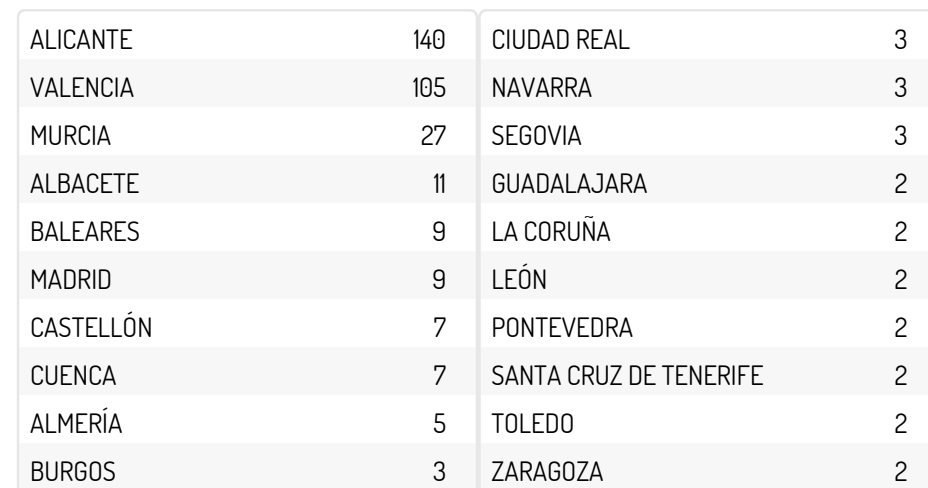 ALICANTE 140
VALENCIA 105
MURCIA 27
ALBACETE 11
BALEARES 9
MADRID 9
CASTELLÓN 7
CUENCA 7
ALMERÍA 5
BURGOS 3
CIUDAD REAL 3
NAVARRA 3
SEGOVIA 3
GUADALAJARA 2
LA CORUÑA 2
LEÓN 2
PONTEVEDRA 2
SANTA CRUZ DE TENERIFE 2
TOLEDO 2
ZARAGOZA 2